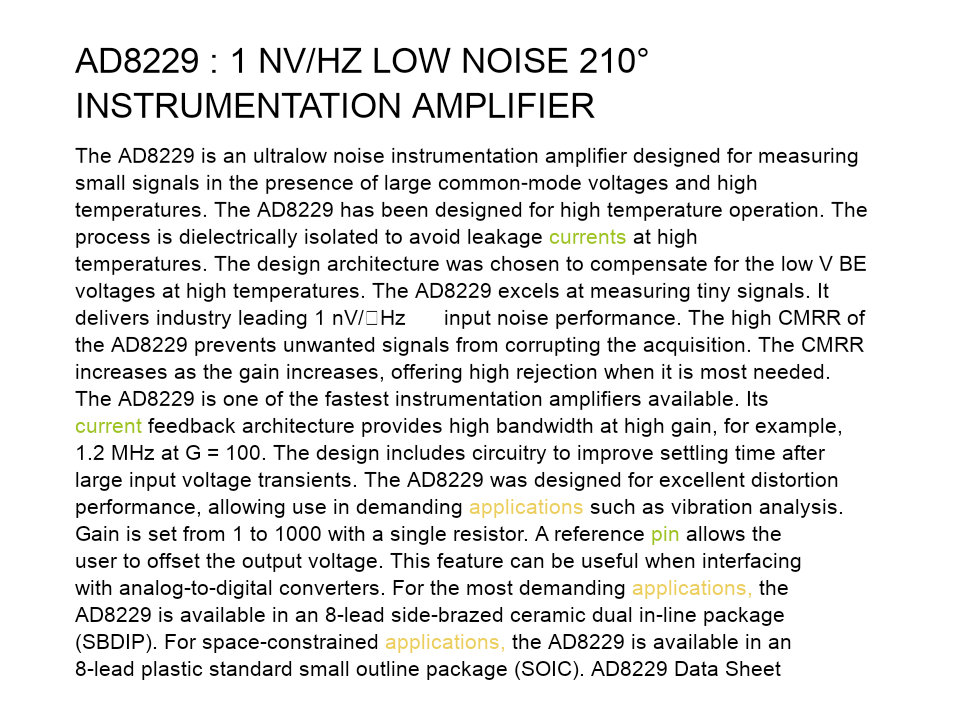 AD8229 : 1 NV/HZ LOW NOISE 210°
INSTRUMENTATION AMPLIFIER
The AD8229 is an ultralow noise instrumentation amplifier designed for measuring
small signals in the presence of large common-mode voltages and high
temperatures. The AD8229 has been designed for high temperature operation. The
process is dielectrically isolated to avoid leakage currents at high
temperatures. The design architecture was chosen to compensate for the low V BE
voltages at high temperatures. The AD8229 excels at measuring tiny signals. It
delivers industry leading 1 nV/□Hz input noise performance. The high CMRR of
the AD8229 prevents unwanted signals from corrupting the acquisition. The CMRR
increases as the gain increases, offering high rejection when it is most needed.
The AD8229 is one of the fastest instrumentation amplifiers available. Its
current feedback architecture provides high bandwidth at high gain, for example,
1.2 MHz at G = 100. The design includes circuitry to improve settling time after
large input voltage transients. The AD8229 was designed for excellent distortion
performance, allowing use in demanding applications such as vibration analysis.
Gain is set from 1 to 1000 with a single resistor. A reference pin allows the
user to offset the output voltage. This feature can be useful when interfacing
with analog-to-digital converters. For the most demanding applications, the
AD8229 is available in an 8-lead side-brazed ceramic dual in-line package
(SBDIP). For space-constrained applications, the AD8229 is available in an
8-lead plastic standard small outline package (SOIC). AD8229 Data Sheet